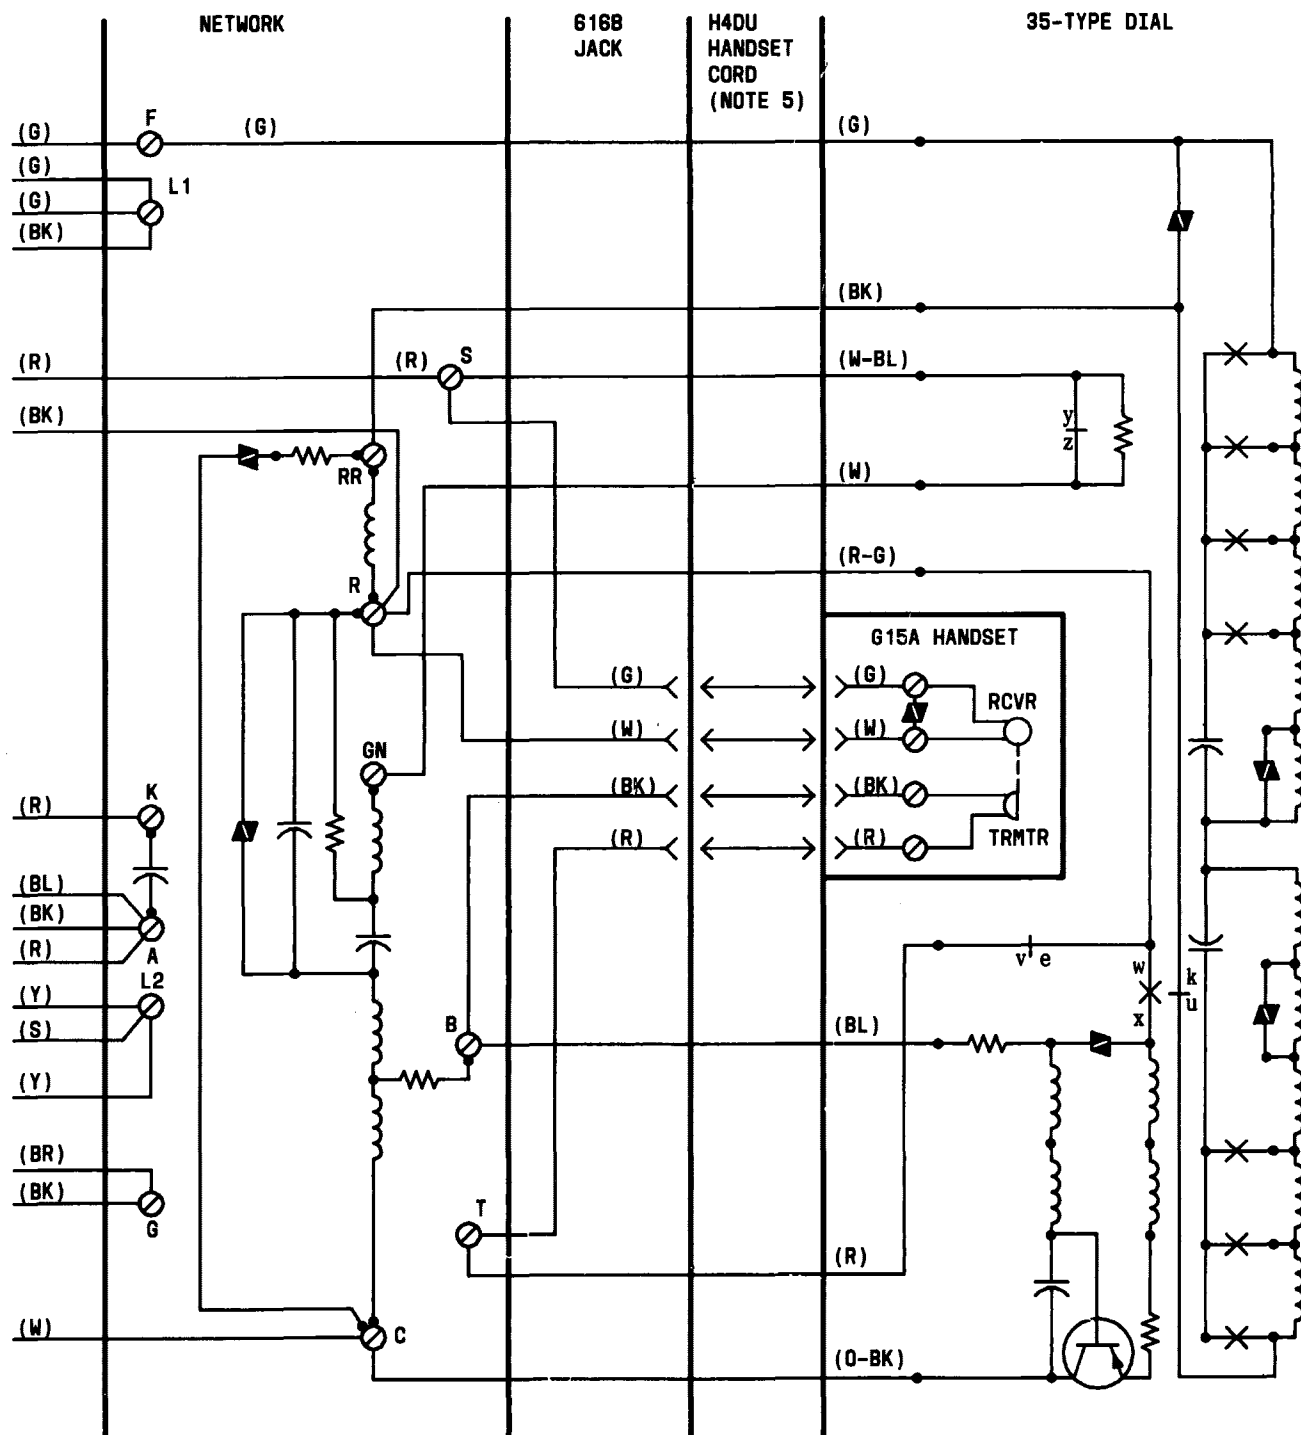 NETWORK
616B
JACK
H4DU
HANDSET
CORD
(NOTE 5)
35-TYPE DIAL
(G)
F
(G)
(G)
(G)
L1
(G)
(BK)
(BK)
(R)
(R)
S
(W-BL)
(BK)
y
z
RR
(W)
(R-G)
R
G15A HANDSET
(G)
(G)
RCVR
(W)
(W)
GN
(BK)
(BK)
(R)
K
(R)
(R)
TRMTR
(BL)
(BK)
(R)
A
L2
(Y)
(S)
v e
w
x
k
u
B
(BL)
(Y)
(BR)
(BK)
G
T
(R)
(W)
C
(O-BK)